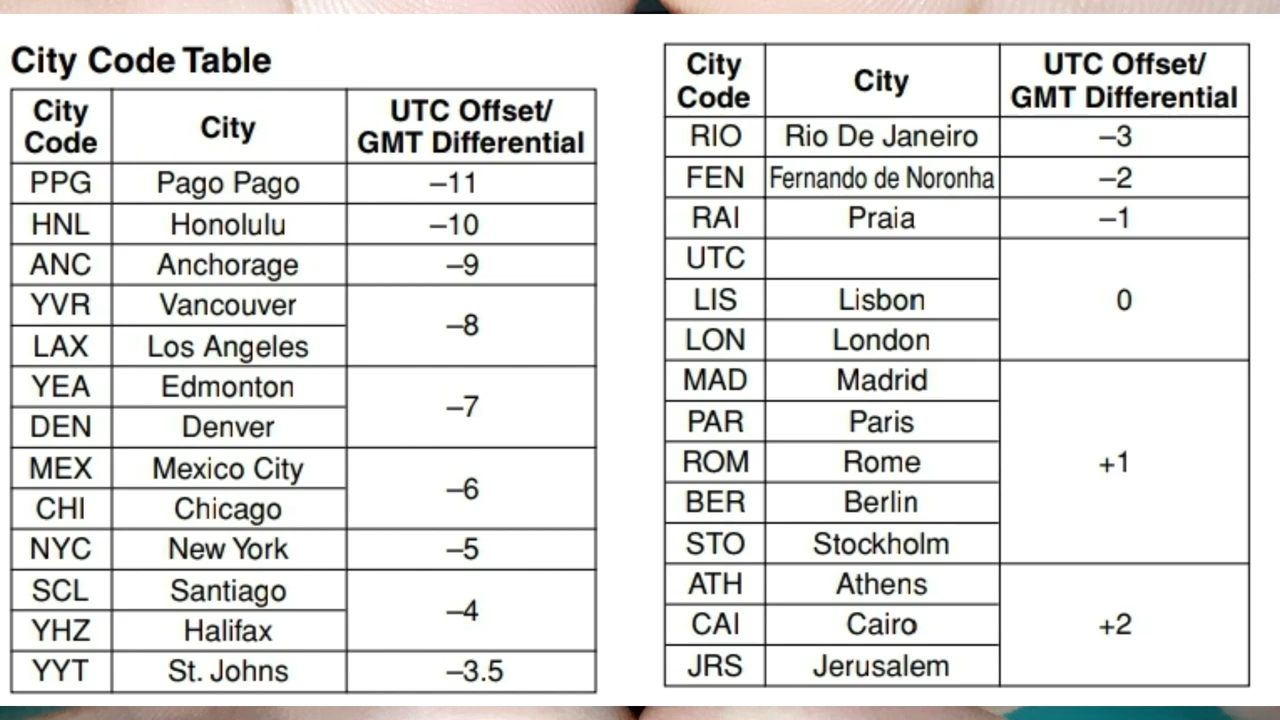 City Code Table
City Code | City | UTC Offset/ GMT Differential
PPG | Pago Pago | –11
HNL | Honolulu | –10
ANC | Anchorage | –9
YVR | Vancouver | –8
LAX | Los Angeles
YEA | Edmonton | –7
DEN | Denver
MEX | Mexico City | –6
CHI | Chicago
NYC | New York | –5
SCL | Santiago | –4
YHZ | Halifax
YYT | St. Johns | –3.5
City Code | City | UTC Offset/ GMT Differential
RIO | Rio De Janeiro | –3
FEN | Fernando de Noronha | –2
RAI | Praia | –1
UTC | | 0
LIS | Lisbon
LON | London
MAD | Madrid | +1
PAR | Paris
ROM | Rome
BER | Berlin
STO | Stockholm
ATH | Athens | +2
CAI | Cairo
JRS | Jerusalem